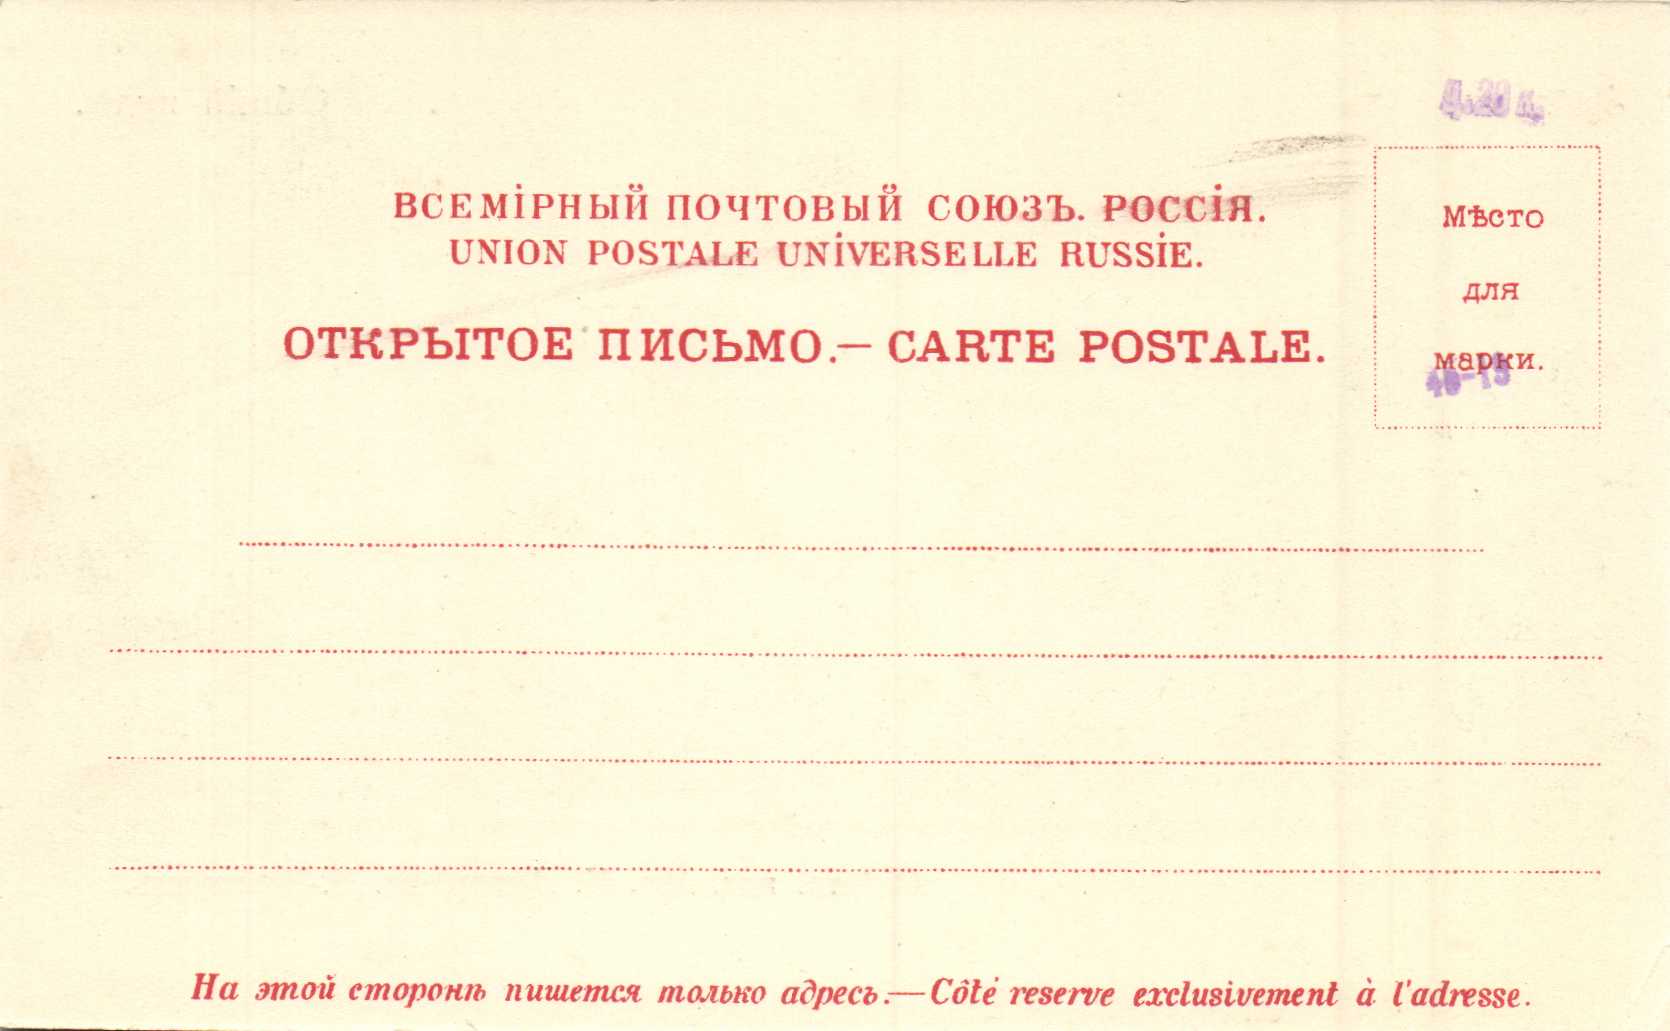 Д.20 ц.
ВСЕМіРНЫЙ ПОЧТОВЫЙ СОЮЗЪ. РОССіЯ.
UNION POSTALE UNiVERSELLE RUSSiE.
ОТКРЫТОЕ ПИСЬМО.— CARTE POSTALE.
Мѣсто
для
марки.
На этой сторонѣ пишется только адресъ.—Côté reserve exclusivement à l'adresse.